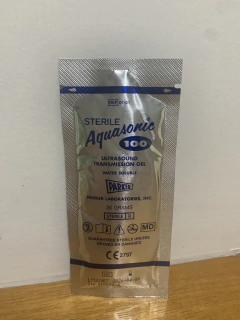 STERILE
Aquasonic
100
ULTRASOUND
TRANSMISSION GEL
WATER SOLUBLE
PARKER
PARKER LABORATORIES, INC.
20 GRAMS
STERILE R
MD
GUARANTEED STERILE UNLESS
OPENED OR DAMAGED
CE 2797